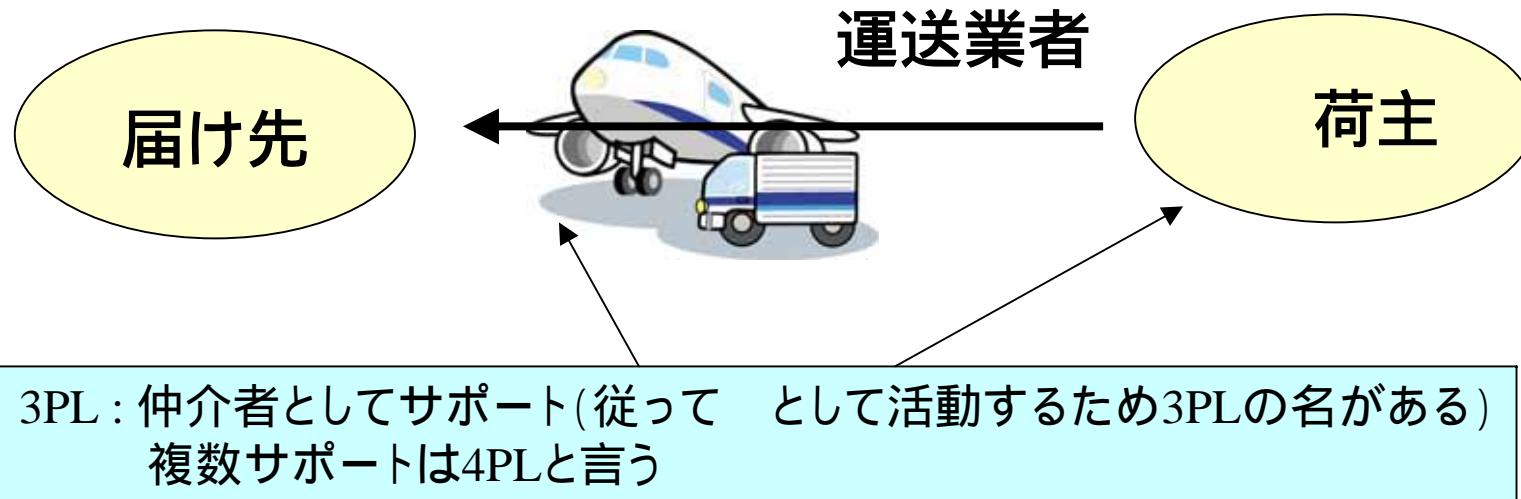 運送業者
届け先
荷主
3PL : 仲介者としてサポート(従って　として活動するため3PLの名がある)
複数サポートは4PLと言う